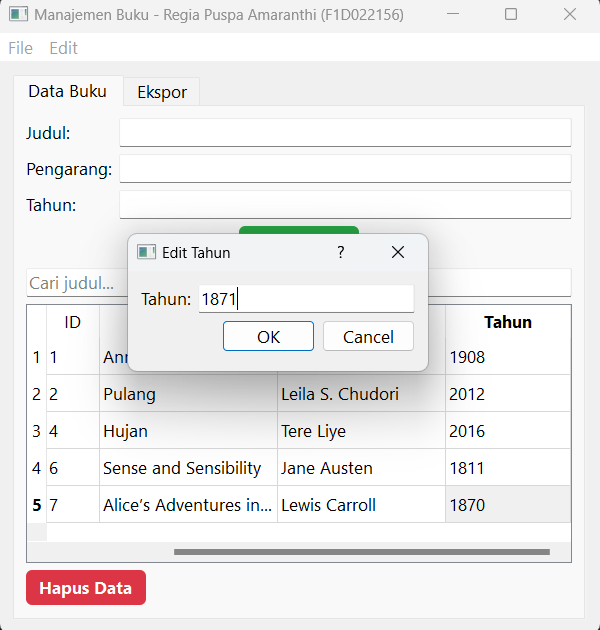 Manajemen Buku - Regia Puspa Amaranthi (F1D022156)
File Edit
Data Buku Ekspor
Judul:
Pengarang:
Tahun:
Edit Tahun ?
Cari judul...
Tahun: 1871
OK Cancel
ID Tahun
1 1 1908
2 2 Pulang Leila S. Chudori 2012
3 4 Hujan Tere Liye 2016
4 6 Sense and Sensibility Jane Austen 1811
5 7 Alice's Adventures in... Lewis Carroll 1870
Hapus Data